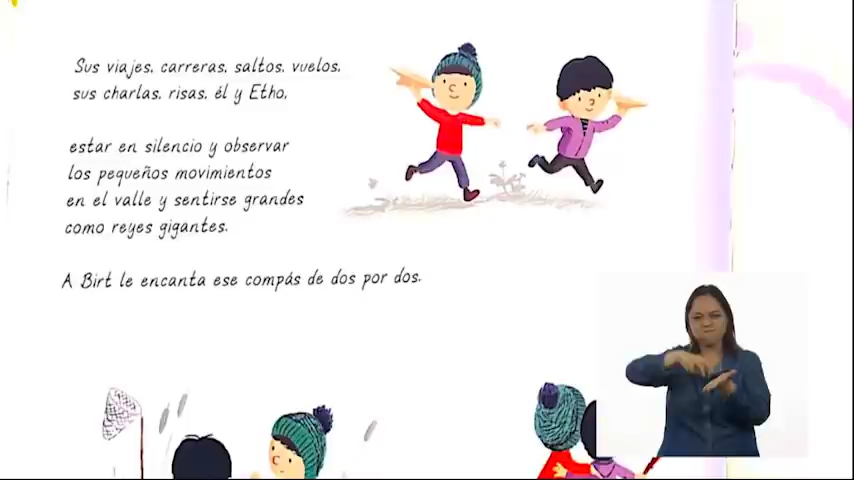 Sus viajes, carreras, saltos, vuelos,
sus charlas, risas, él y Etho,
estar en silencio y observar
los pequeños movimientos
en el valle y sentirse grandes
como reyes gigantes.
A Birt le encanta ese compás de dos por dos.